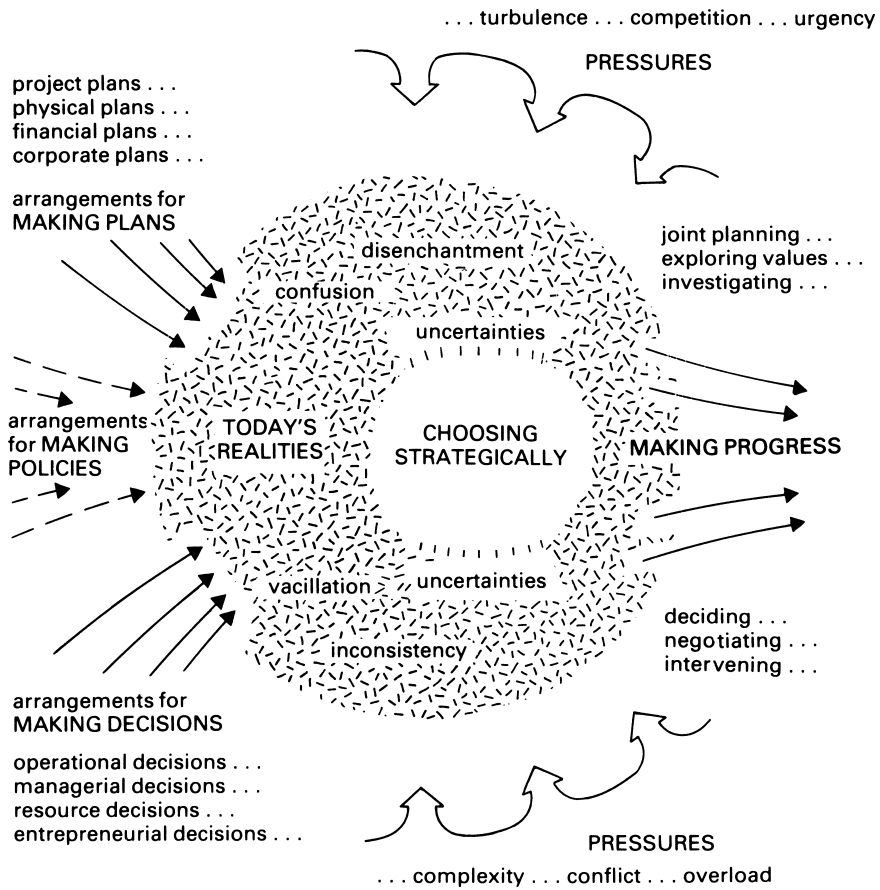 . . . turbulence . . . competition . . . urgency
PRESSURES
project plans . . .
physical plans . . .
financial plans . . .
corporate plans . . .
arrangements for
MAKING PLANS
disenchantment
confusion
uncertainties
joint planning . . .
exploring values . . .
investigating . . .
arrangements
for MAKING
POLICIES
TODAY'S
REALITIES
CHOOSING
STRATEGICALLY
MAKING PROGRESS
vacillation
uncertainties
inconsistency
deciding . . .
negotiating . . .
intervening . . .
arrangements for
MAKING DECISIONS
operational decisions . . .
managerial decisions . . .
resource decisions . . .
entrepreneurial decisions . . .
PRESSURES
. . . complexity . . . conflict . . . overload